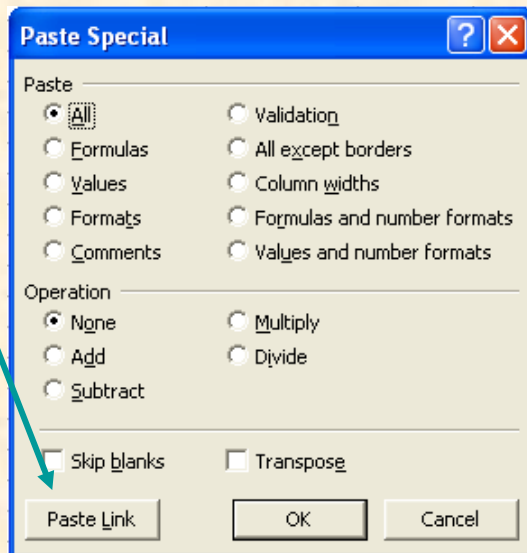 Paste Special
Paste
All
Validation
Formulas
All except borders
Values
Column widths
Formats
Formulas and number formats
Comments
Values and number formats
Operation
None
Multiply
Add
Divide
Subtract
Skip blanks
Transpose
Paste Link
OK
Cancel